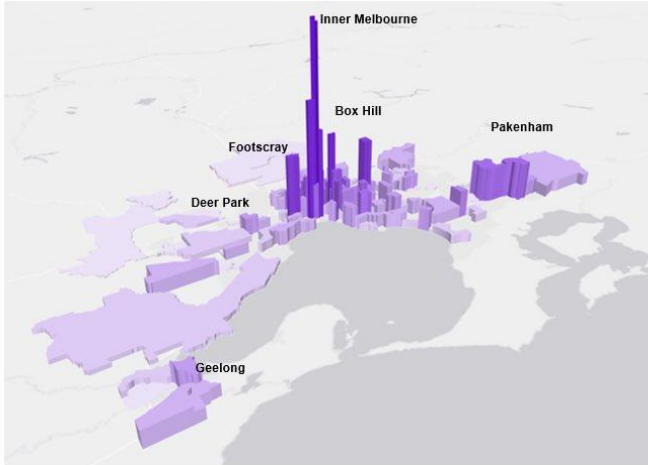 Inner Melbourne
Box Hill
Pakenham
Footscray
Deer Park
Geelong